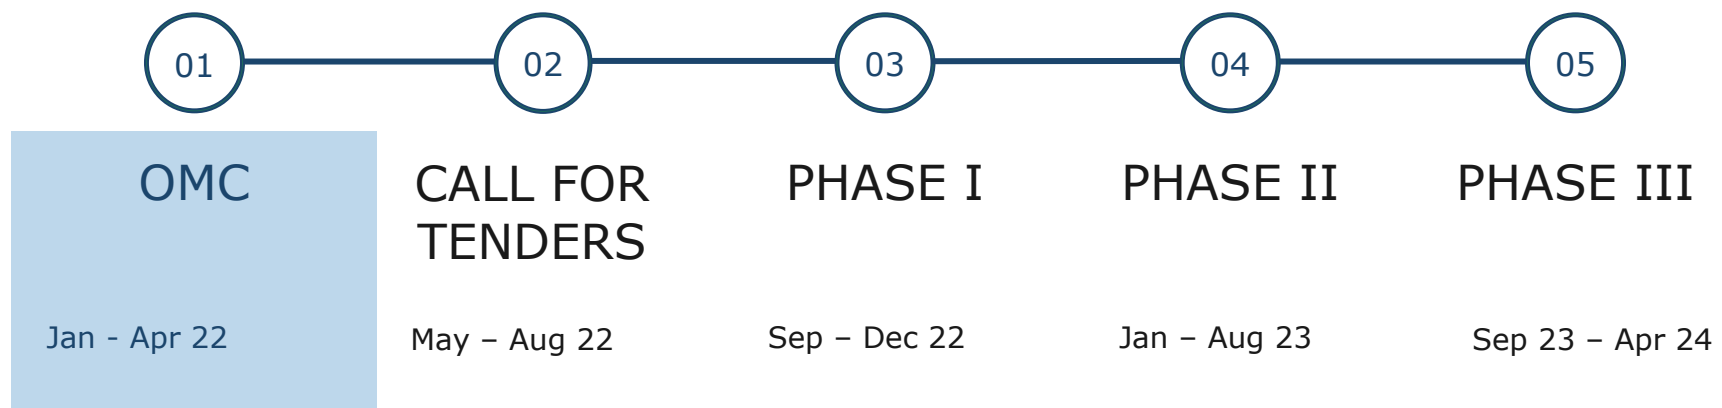 01
02
03
04
05
OMC
CALL FOR
TENDERS
PHASE I
PHASE II
PHASE III
Jan - Apr 22
May – Aug 22
Sep – Dec 22
Jan – Aug 23
Sep 23 – Apr 24